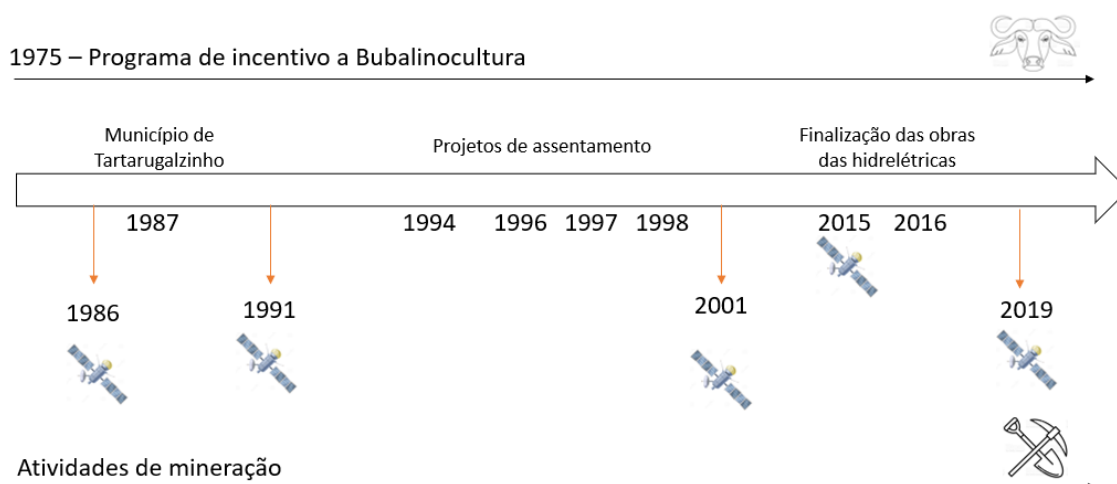 1975 – Programa de incentivo a Bubalinocultura
Município de
Tartarugalzinho
Projetos de assentamento
Finalização das obras
das hidrelétricas
1987
1994
1996
1997
1998
2015
2016
1986
1991
2001
2019
Atividades de mineração